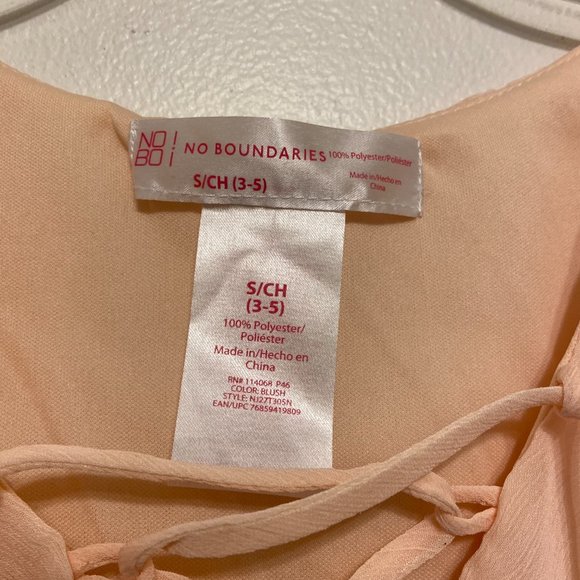 NO
BO
NO BOUNDARIES 100% Polyester/Poliéster
S/CH (3-5) Made in/Hecho en
China
S/CH
(3-5)
100% Polyester/
Poliéster
Made in/Hecho en
China
RN# 114068 P46
COLOR: BLUSH
STYLE: NJ27T305N
EAN/UPC 76859419809